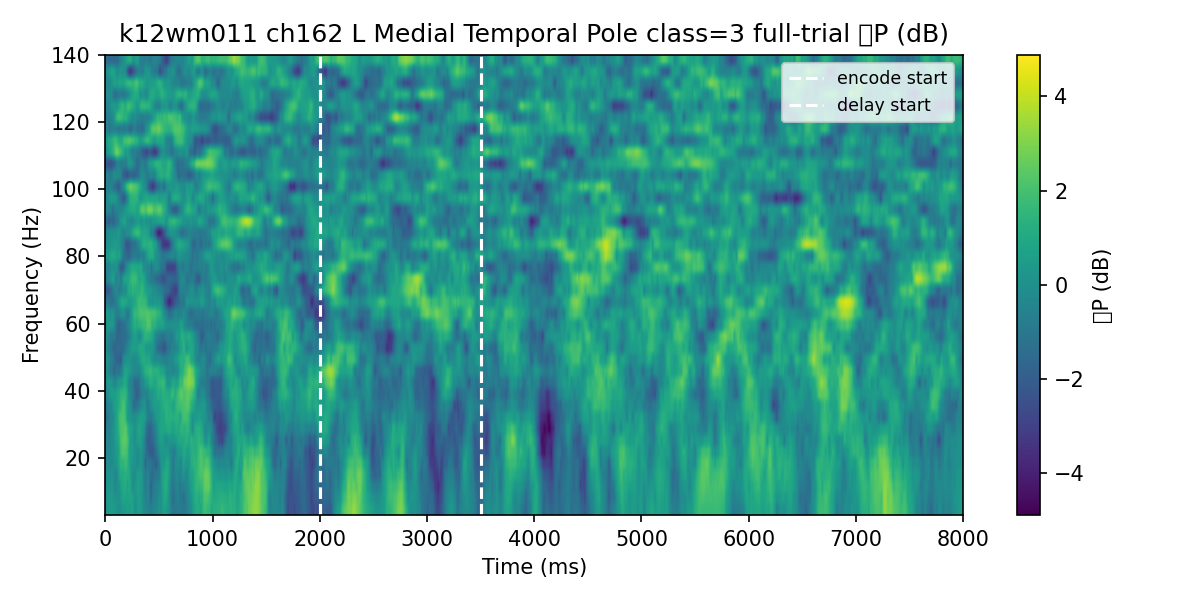 k12wm011 ch162 L Medial Temporal Pole class=3 full-trial ▯P (dB)
140
120
100
80
60
40
20
Frequency (Hz)
0 1000 2000 3000 4000 5000 6000 7000 8000
Time (ms)
encode start
delay start
4
2
0
−2
−4
▯P (dB)